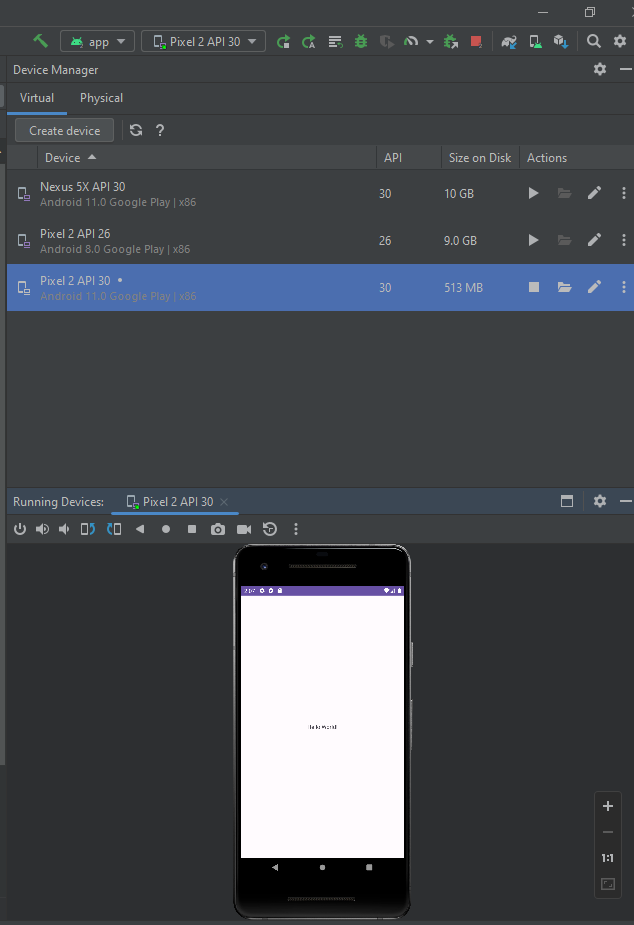 app
Pixel 2 API 30
Device Manager
Virtual
Physical
Create device
?
Device
API
Size on Disk
Actions
Nexus 5X API 30
Android 11.0 Google Play | x86
30
10 GB
Pixel 2 API 26
Android 8.0 Google Play | x86
26
9.0 GB
Pixel 2 API 30
Android 11.0 Google Play | x86
30
513 MB
Running Devices:
Pixel 2 API 30
Hello World!
1:1